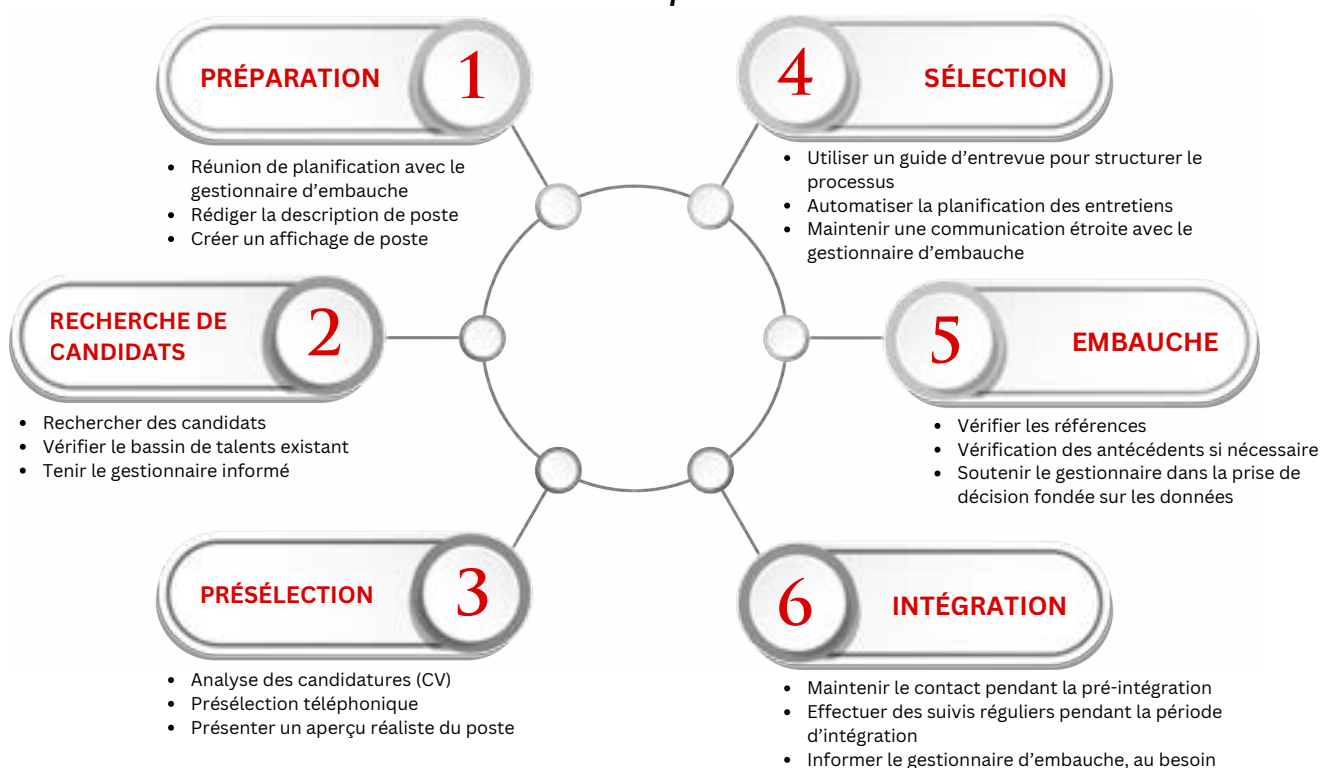 PRÉPARATION
1
• Réunion de planification avec le
gestionnaire d'embauche
• Rédiger la description de poste
• Créer un affichage de poste
RECHERCHE DE
CANDIDATS
2
• Rechercher des candidats
• Vérifier le bassin de talents existant
• Tenir le gestionnaire informé
PRÉSÉLECTION
3
• Analyse des candidatures (CV)
• Présélection téléphonique
• Présenter un aperçu réaliste du poste
4
SÉLECTION
• Utiliser un guide d'entrevue pour structurer le
processus
• Automatiser la planification des entretiens
• Maintenir une communication étroite avec le
gestionnaire d'embauche
5
EMBAUCHE
• Vérifier les références
• Vérification des antécédents si nécessaire
• Soutenir le gestionnaire dans la prise de
décision fondée sur les données
6
INTÉGRATION
• Maintenir le contact pendant la pré-intégration
• Effectuer des suivis réguliers pendant la période
d'intégration
• Informer le gestionnaire d'embauche, au besoin